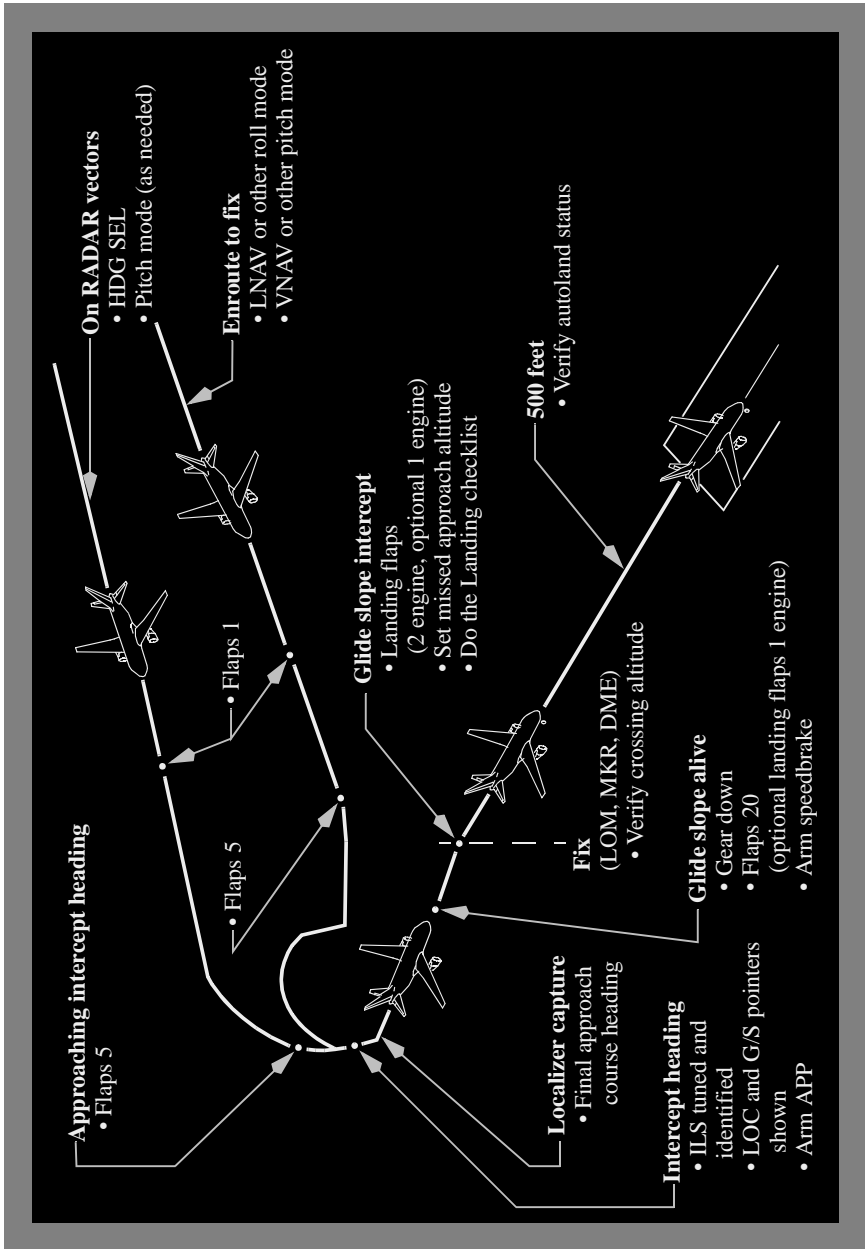 On RADAR vectors
• HDG SEL
• Pitch mode (as needed)
Enroute to fix
• LNAV or other roll mode
• VNAV or other pitch mode
Approaching intercept heading
• Flaps 5
• Flaps 1
• Flaps 5
Localizer capture
• Final approach
course heading
Intercept heading
• ILS tuned and
identified
• LOC and G/S pointers
shown
• Arm APP
Glide slope alive
• Gear down
• Flaps 20
(optional landing flaps 1 engine)
• Arm speedbrake
Fix
(LOM, MKR, DME)
• Verify crossing altitude
Glide slope intercept
• Landing flaps
(2 engine, optional 1 engine)
• Set missed approach altitude
• Do the Landing checklist
500 feet
• Verify autoland status